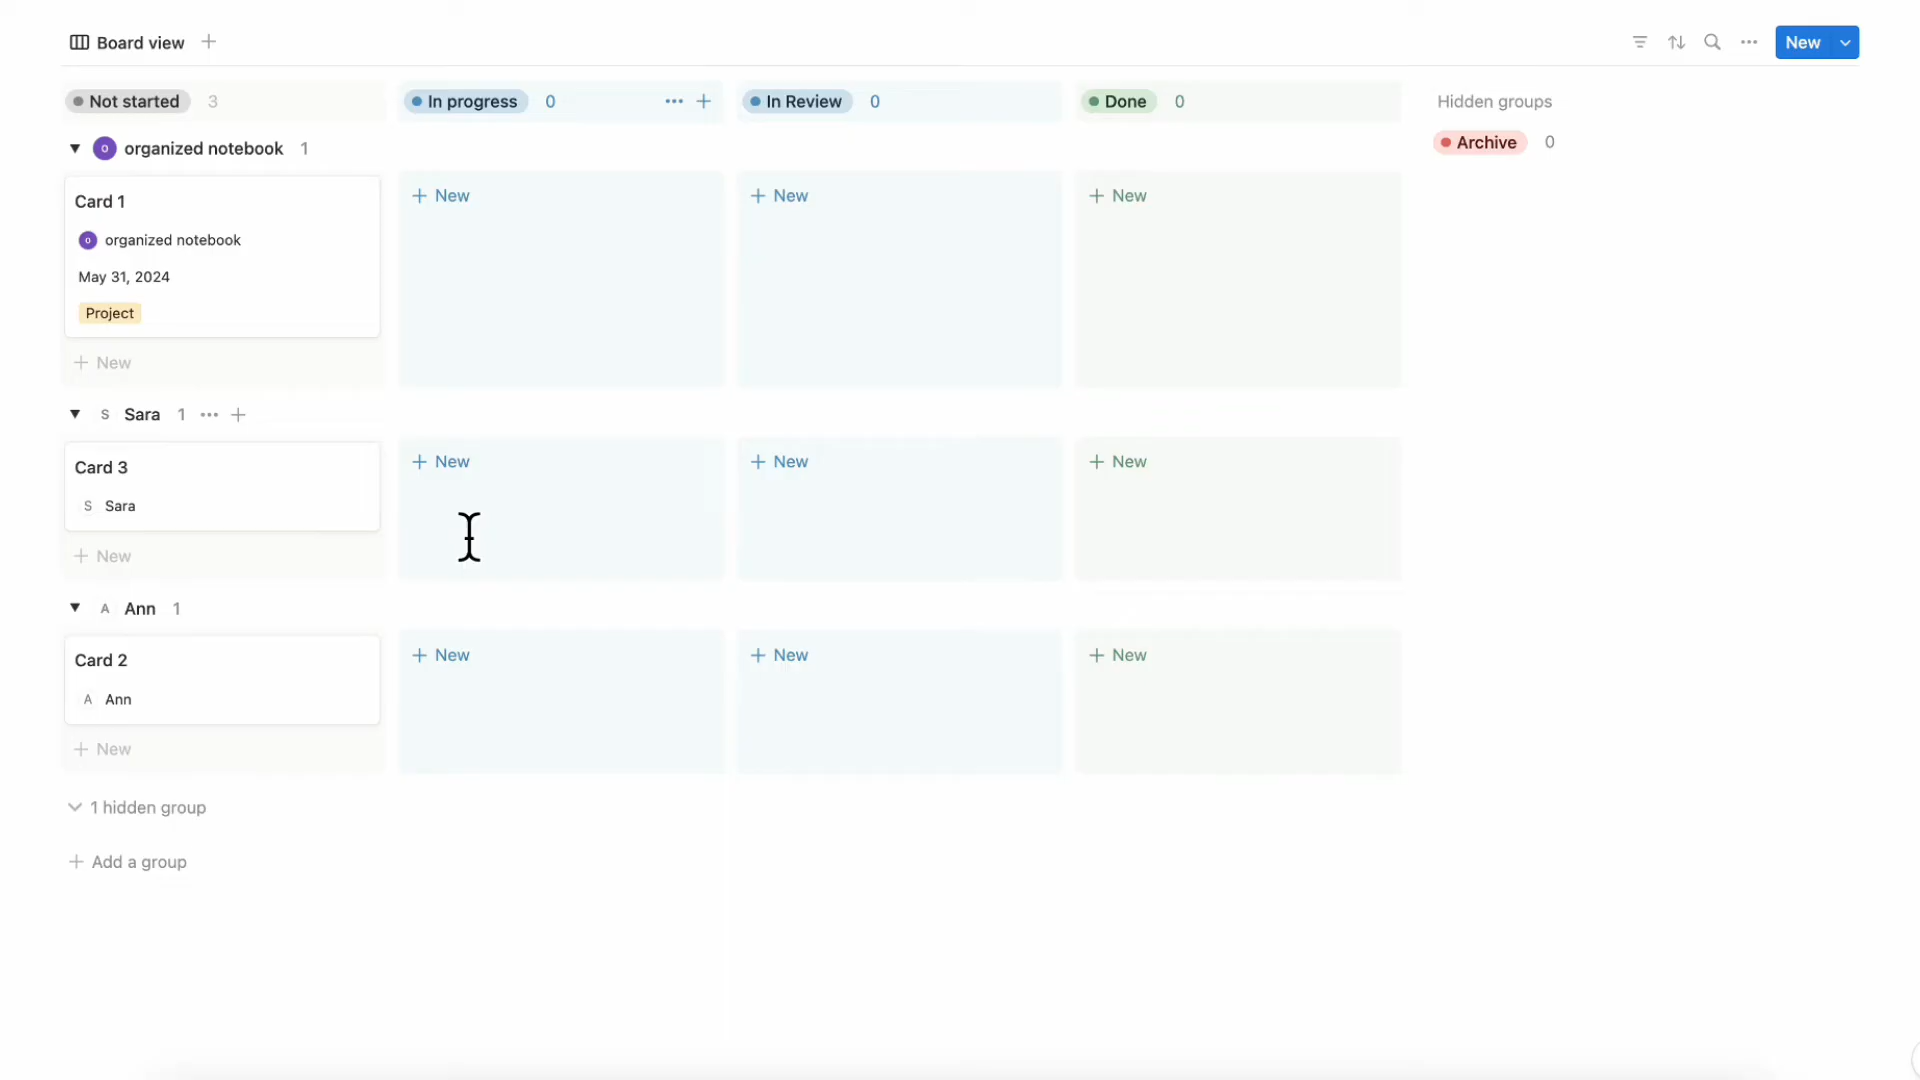 Board view
New
Not started 3
In progress 0
In Review 0
Done 0
Hidden groups
Archive 0
O organized notebook 1
Card 1
O organized notebook
May 31, 2024
Project
+ New
+ New
+ New
+ New
S Sara 1
Card 3
S Sara
+ New
+ New
+ New
+ New
A Ann 1
Card 2
A Ann
+ New
+ New
+ New
+ New
1 hidden group
+ Add a group